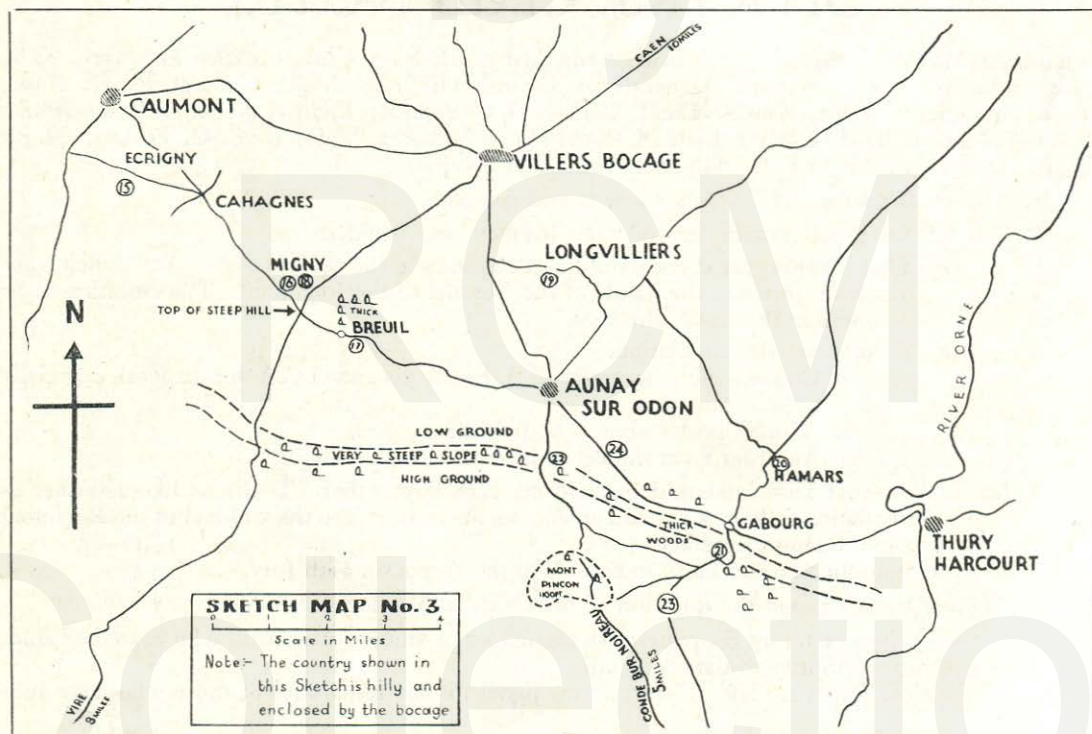 CAEN
10 MILES
CAUMONT
ECRIGNY
15
CAHAGNES
VILLERS BOCAGE
LONGVILLIERS
19
MIGNY
16 18
TOP OF STEEP HILL
THICK
BREUIL
17
N
AUNAY
SUR ODON
RIVER ORNE
LOW GROUND
VERY STEEP SLOPE
HIGH GROUND
23
24
20
HAMARS
GABOURG
THICK
WOODS
21
THURY
HARCOURT
MONT
PINCON
1100FT
23
CONDE SUR NOIREAU
5 MILES
VIRE
8 MILES
SKETCH MAP No. 3
0 1 2 3 4
Scale in Miles
Note:- The country shown in
this Sketch is hilly and
enclosed by the bocage
RCM
Collection